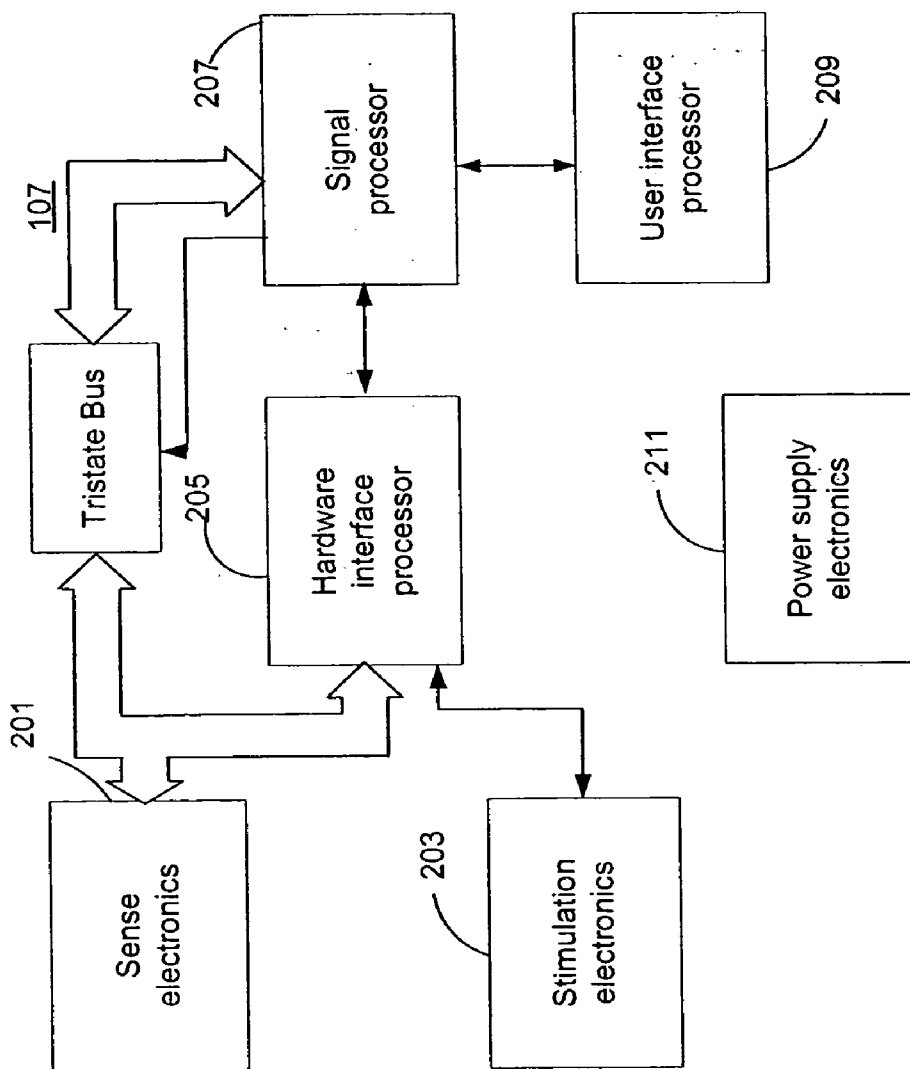 201
Sense
electronics
Tristate Bus
107
207
Signal
processor
205
Hardware
interface
processor
203
Stimulation
electronics
211
Power supply
electronics
User interface
processor
209